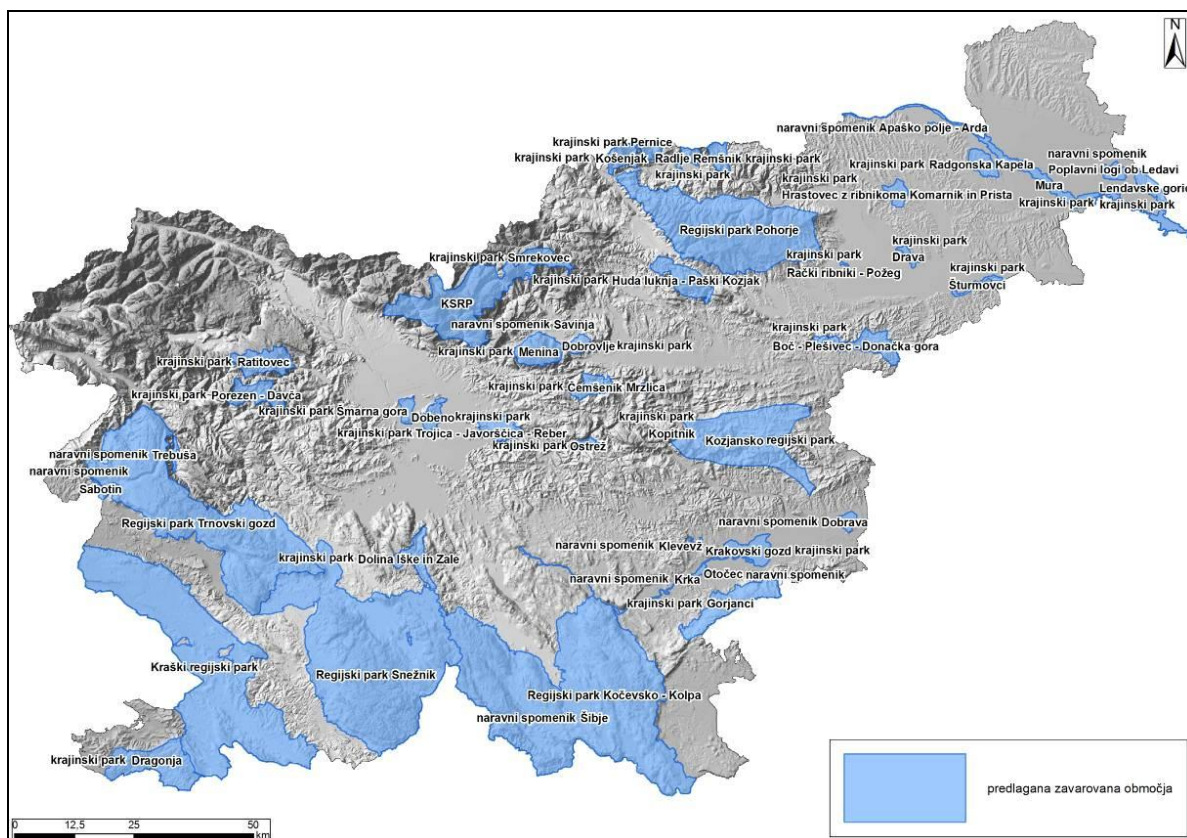 N
naravni spomenik Apaško polje - Arda
krajinski park Pernice
krajinski park Košenjak Radlje Remšnik krajinski park
krajinski park
krajinski park Radgonska Kapela
naravni spomenik
Poplavni logi ob Ledavi
krajinski park
Hrastovec z ribnikoma Komarnik in Prista
Mura
krajinski park
Lendavske goric
krajinski park
Regijski park Pohorje
krajinski park Smrekovec
krajinski park
Drava
krajinski park
Rački ribniki - Požeg
krajinski park Huda luknja - Paški Kozjak
krajinski park
Šturmovci
KSRP
naravni spomenik Savinja
krajinski park Menina
Dobrovlje krajinski park
krajinski park
Boč - Plešivec - Donačka gora
krajinski park Ratitovec
krajinski park Porezen - Davča
krajinski park Čemšenik Mrzlica
krajinski park Šmarna gora
Dobeno krajinski park
krajinski park Trojica - Javorščica - Reber
krajinski park Ostrež
krajinski park
Kopitnik
Kozjansko regijski park
naravni spomenik Trebuša
naravni spomenik
Sabotin
Regijski park Trnovski gozd
naravni spomenik Dobrava
krajinski park Dolina Iške in Zale
naravni spomenik Klevevž
Krakovski gozd krajinski park
naravni spomenik Krka
Otočec naravni spomenik
krajinski park Gorjanci
Kraški regijski park
Regijski park Snežnik
Regijski park Kočevsko - Kolpa
naravni spomenik Šibje
krajinski park Dragonja
predlagana zavarovana območja
0 12,5 25 50
km